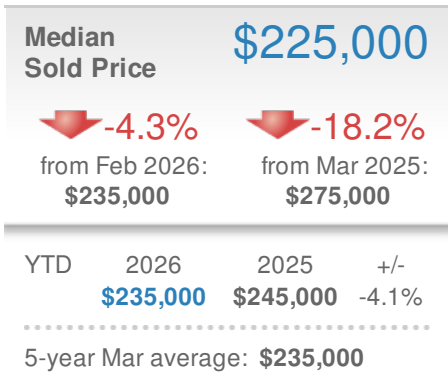 Median
Sold Price
$225,000
-4.3%
from Feb 2026:
$235,000
-18.2%
from Mar 2025:
$275,000
YTD 2026 2025 +/-
$235,000 $245,000 -4.1%
5-year Mar average: $235,000